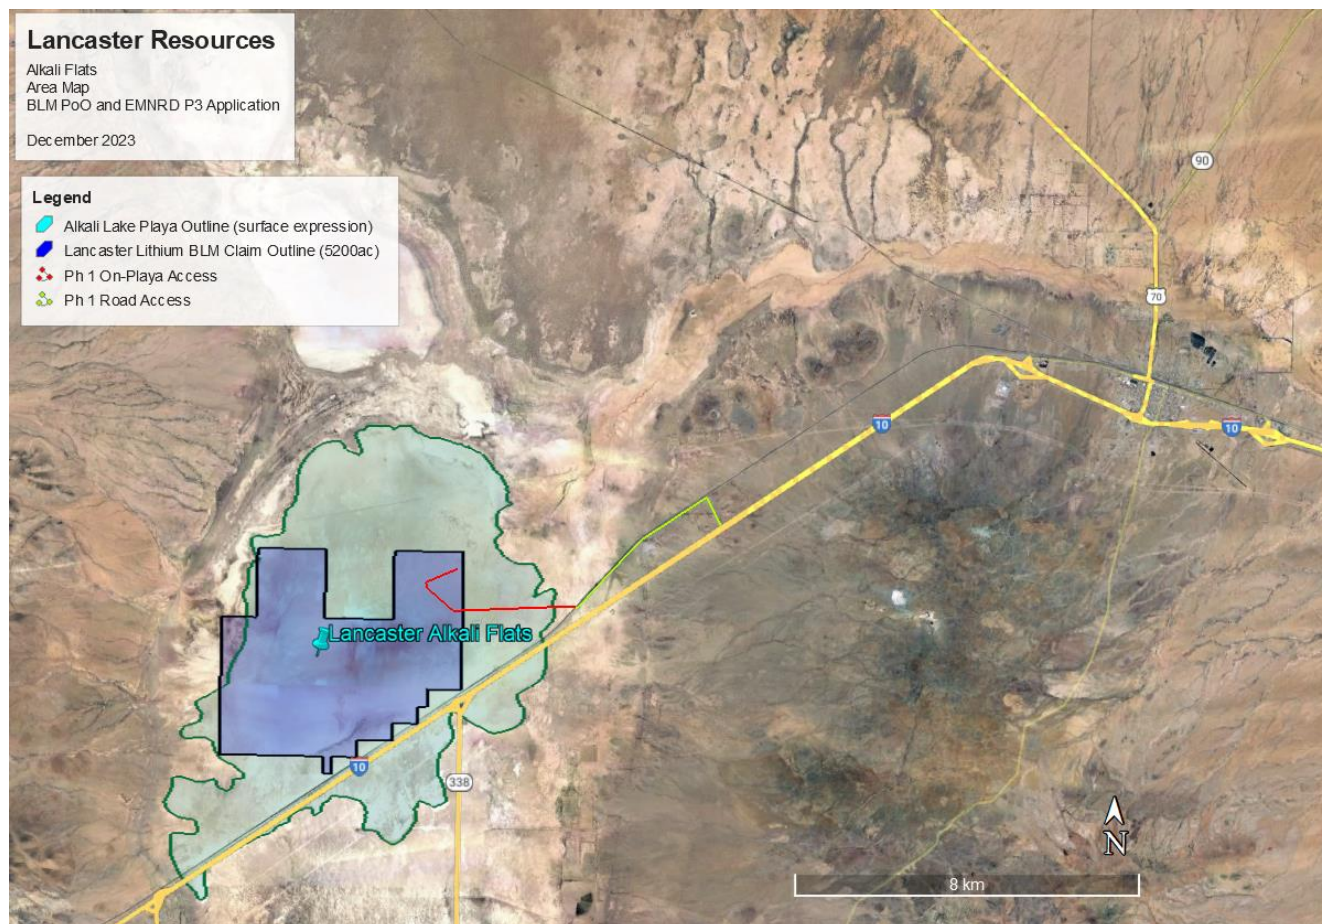 Lancaster Resources
Alkali Flats
Area Map
BLM PoO and EMNRD P3 Application
December 2023
Legend
Alkali Lake Playa Outline (surface expression)
Lancaster Lithium BLM Claim Outline (5200ac)
Ph 1 On-Playa Access
Ph 1 Road Access
90
70
10
10
Lancaster Alkali Flats
10
338
N
8 km